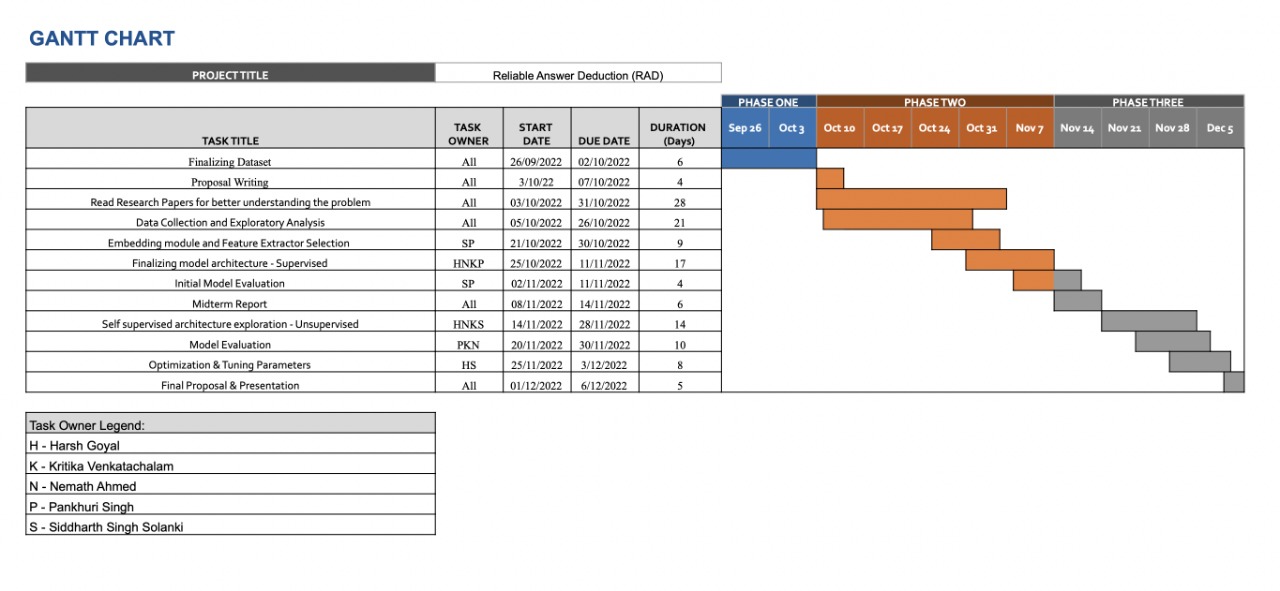 GANTT CHART
PROJECT TITLE Reliable Answer Deduction (RAD)
PHASE ONE PHASE TWO PHASE THREE
TASK TITLE TASK OWNER START DATE DUE DATE DURATION (Days) Sep 26 Oct 3 Oct 10 Oct 17 Oct 24 Oct 31 Nov 7 Nov 14 Nov 21 Nov 28 Dec 5
Finalizing Dataset All 26/09/2022 02/10/2022 6
Proposal Writing All 3/10/22 07/10/2022 4
Read Research Papers for better understanding the problem All 03/10/2022 31/10/2022 28
Data Collection and Exploratory Analysis All 05/10/2022 26/10/2022 21
Embedding module and Feature Extractor Selection SP 21/10/2022 30/10/2022 9
Finalizing model architecture - Supervised HNKP 25/10/2022 11/11/2022 17
Initial Model Evaluation SP 02/11/2022 11/11/2022 4
Midterm Report All 08/11/2022 14/11/2022 6
Self supervised architecture exploration - Unsupervised HNKS 14/11/2022 28/11/2022 14
Model Evaluation PKN 20/11/2022 30/11/2022 10
Optimization & Tuning Parameters HS 25/11/2022 3/12/2022 8
Final Proposal & Presentation All 01/12/2022 6/12/2022 5
Task Owner Legend:
H - Harsh Goyal
K - Kritika Venkatachalam
N - Nemath Ahmed
P - Pankhuri Singh
S - Siddharth Singh Solanki